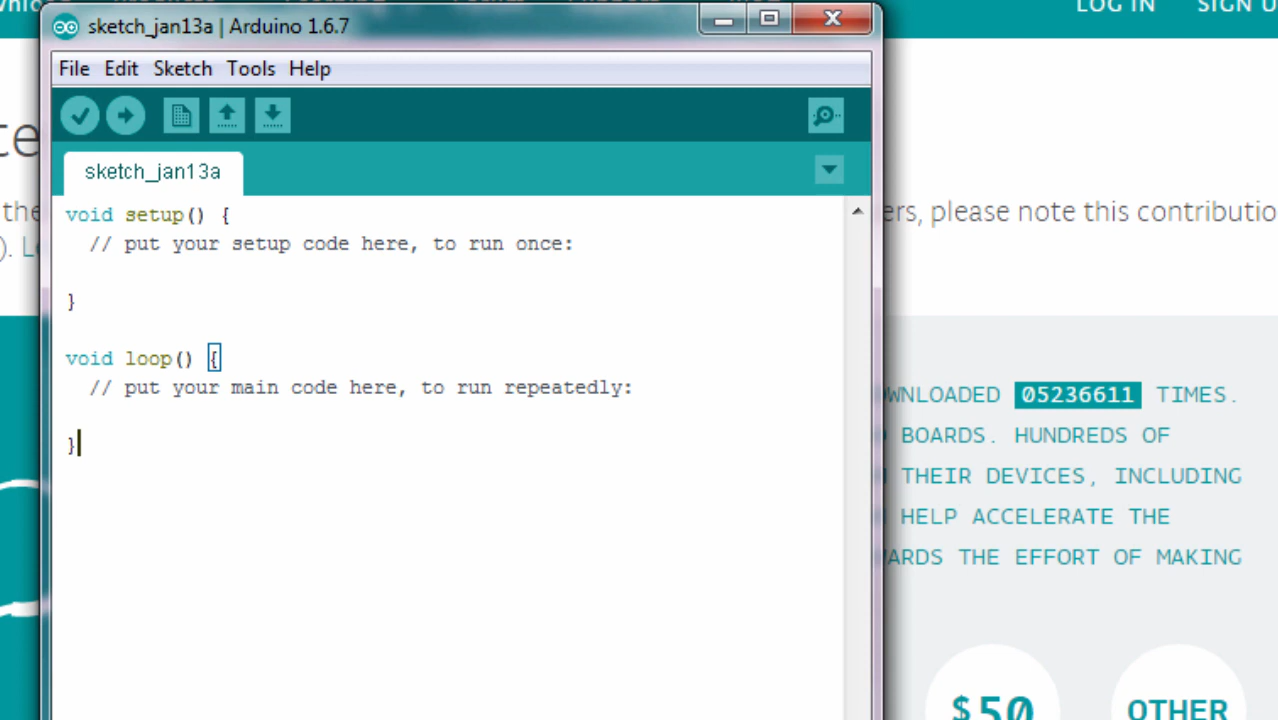 LOG IN SIGN U
sketch_jan13a | Arduino 1.6.7
File Edit Sketch Tools Help
sketch_jan13a
void setup() {
// put your setup code here, to run once:
}
void loop() {
// put your main code here, to run repeatedly:
}
the
ers, please note this contributio
).
WNLOADED 05236611 TIMES.
BOARDS. HUNDREDS OF
THEIR DEVICES, INCLUDING
HELP ACCELERATE THE
ARDS THE EFFORT OF MAKING
$50
OTHER